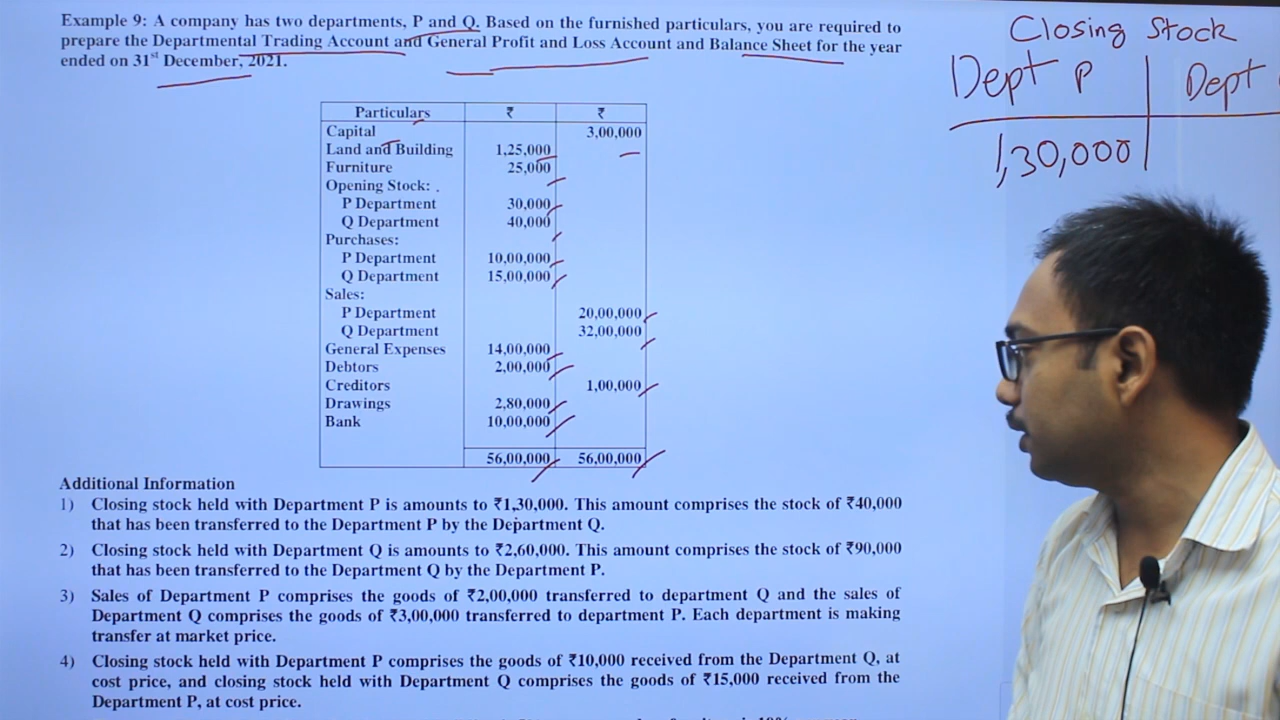 Example 9: A company has two departments, P and Q. Based on the furnished particulars, you are required to
prepare the Departmental Trading Account and General Profit and Loss Account and Balance Sheet for the year
ended on 31st December, 2021.
Closing Stock
Dept P Dept
1,30,000
Particulars ₹ ₹
Capital 3,00,000
Land and Building 1,25,000
Furniture 25,000
Opening Stock:
P Department 30,000
Q Department 40,000
Purchases:
P Department 10,00,000
Q Department 15,00,000
Sales:
P Department 20,00,000
Q Department 32,00,000
General Expenses 14,00,000
Debtors 2,00,000
Creditors 1,00,000
Drawings 2,80,000
Bank 10,00,000
56,00,000 56,00,000
Additional Information
1) Closing stock held with Department P is amounts to ₹1,30,000. This amount comprises the stock of ₹40,000
that has been transferred to the Department P by the Department Q.
2) Closing stock held with Department Q is amounts to ₹2,60,000. This amount comprises the stock of ₹90,000
that has been transferred to the Department Q by the Department P.
3) Sales of Department P comprises the goods of ₹2,00,000 transferred to department Q and the sales of
Department Q comprises the goods of ₹3,00,000 transferred to department P. Each department is making
transfer at market price.
4) Closing stock held with Department P comprises the goods of ₹10,000 received from the Department Q, at
cost price, and closing stock held with Department Q comprises the goods of ₹15,000 received from the
Department P, at cost price.